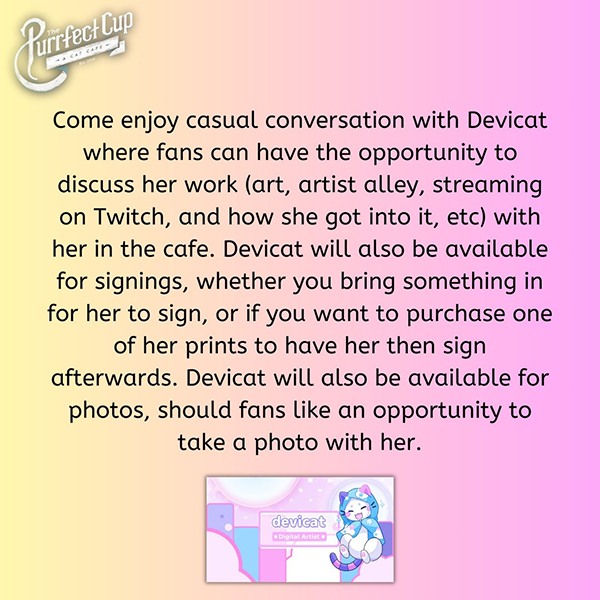 The
Purrfect Cup
A CAT CAFE
Come enjoy casual conversation with Devicat
where fans can have the opportunity to
discuss her work (art, artist alley, streaming
on Twitch, and how she got into it, etc) with
her in the cafe. Devicat will also be available
for signings, whether you bring something in
for her to sign, or if you want to purchase one
of her prints to have her then sign
afterwards. Devicat will also be available for
photos, should fans like an opportunity to
take a photo with her.
devicat
Digital Artist